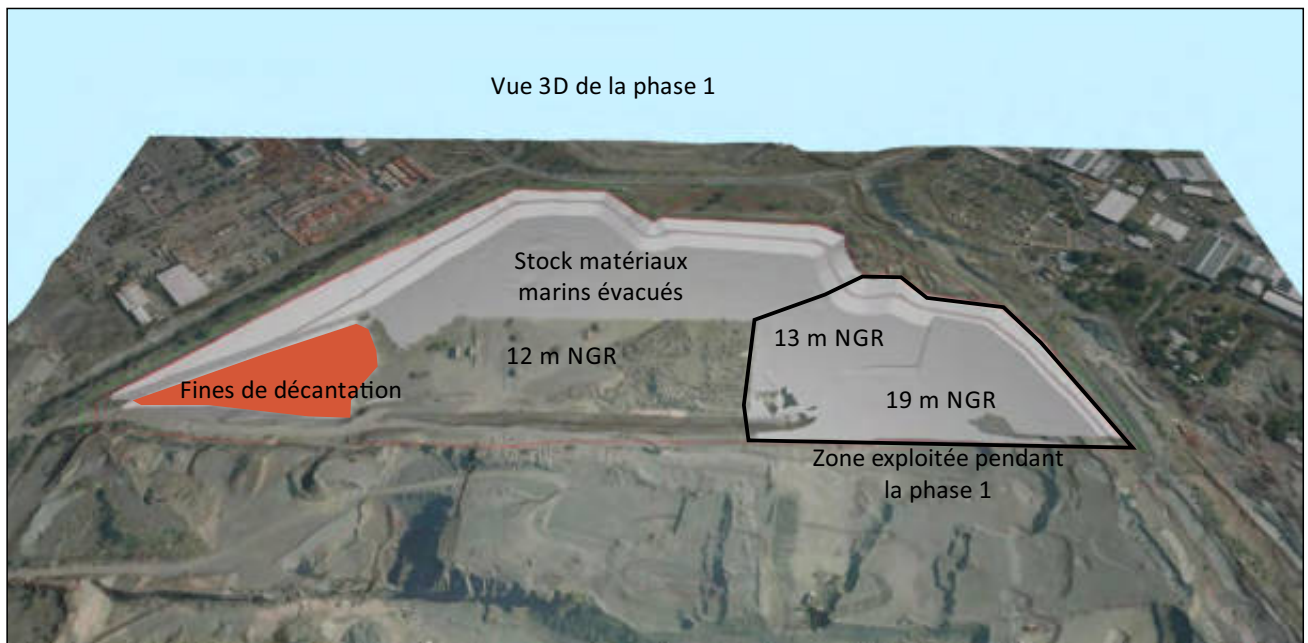 Vue 3D de la phase 1
Stock matériaux
marins évacués
13 m NGR
12 m NGR
Fines de décantation
19 m NGR
Zone exploitée pendant
la phase 1